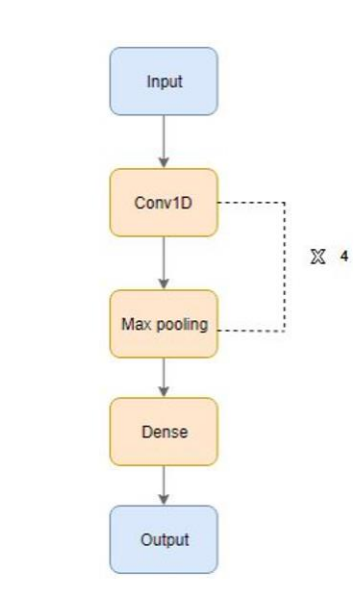 Input
Conv1D
X 4
Max pooling
Dense
Output